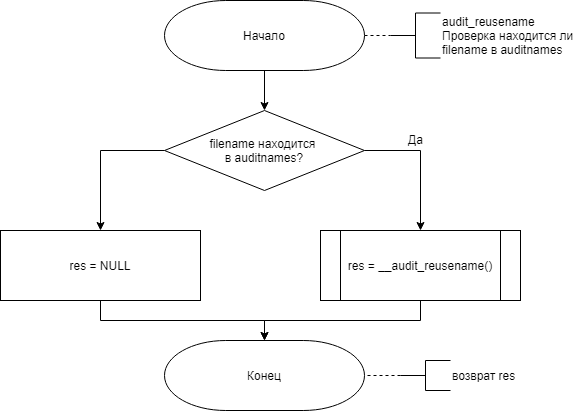 Начало
audit_reusename
Проверка находится ли
filename в auditnames
filename находится
в auditnames?
Да
res = NULL
res = __audit_reusename()
Конец
возврат res